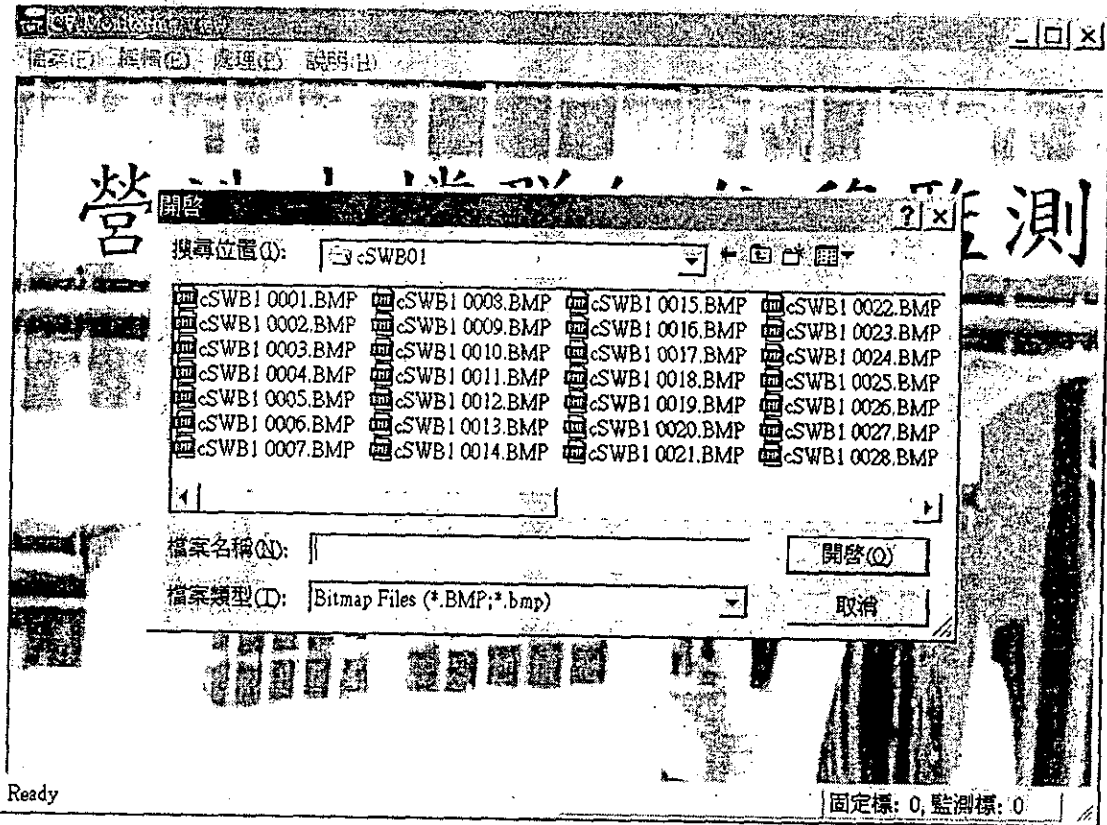 檔案(F) 編輯(E) 處理(P) 說明(H)
營
監測
開啓
搜尋位置(I): cSWB01
cSWB1 0001.BMP cSWB1 0008.BMP cSWB1 0015.BMP cSWB1 0022.BMP
cSWB1 0002.BMP cSWB1 0009.BMP cSWB1 0016.BMP cSWB1 0023.BMP
cSWB1 0003.BMP cSWB1 0010.BMP cSWB1 0017.BMP cSWB1 0024.BMP
cSWB1 0004.BMP cSWB1 0011.BMP cSWB1 0018.BMP cSWB1 0025.BMP
cSWB1 0005.BMP cSWB1 0012.BMP cSWB1 0019.BMP cSWB1 0026.BMP
cSWB1 0006.BMP cSWB1 0013.BMP cSWB1 0020.BMP cSWB1 0027.BMP
cSWB1 0007.BMP cSWB1 0014.BMP cSWB1 0021.BMP cSWB1 0028.BMP
檔案名稱(N): 開啓(O)
檔案類型(T): Bitmap Files (*.BMP;*.bmp) 取消
Ready 固定標: 0, 監測標: 0